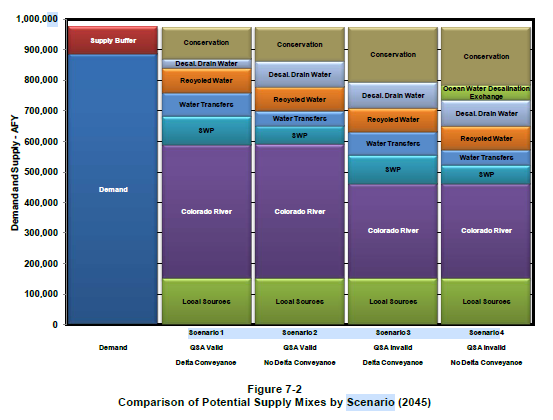 1,000,000
900,000
800,000
700,000
600,000
500,000
400,000
300,000
200,000
100,000
0
Demand and Supply - AFY
Supply Buffer
Demand
Conservation
Desal. Drain Water
Recycled Water
Water Transfers
SWP
Colorado River
Local Sources
Conservation
Desal. Drain Water
Recycled Water
Water Transfers
SWP
Colorado River
Local Sources
Conservation
Desal. Drain Water
Recycled Water
Water Transfers
SWP
Colorado River
Local Sources
Conservation
Ocean Water Desalination
Exchange
Desal. Drain Water
Recycled Water
Water Transfers
SWP
Colorado River
Local Sources
Scenario 1 Scenario 2 Scenario 3 Scenario 4
Demand QSA Valid QSA Valid QSA Invalid QSA Invalid
Delta Conveyance No Delta Conveyance Delta Conveyance No Delta Conveyance
Figure 7-2
Comparison of Potential Supply Mixes by Scenario (2045)